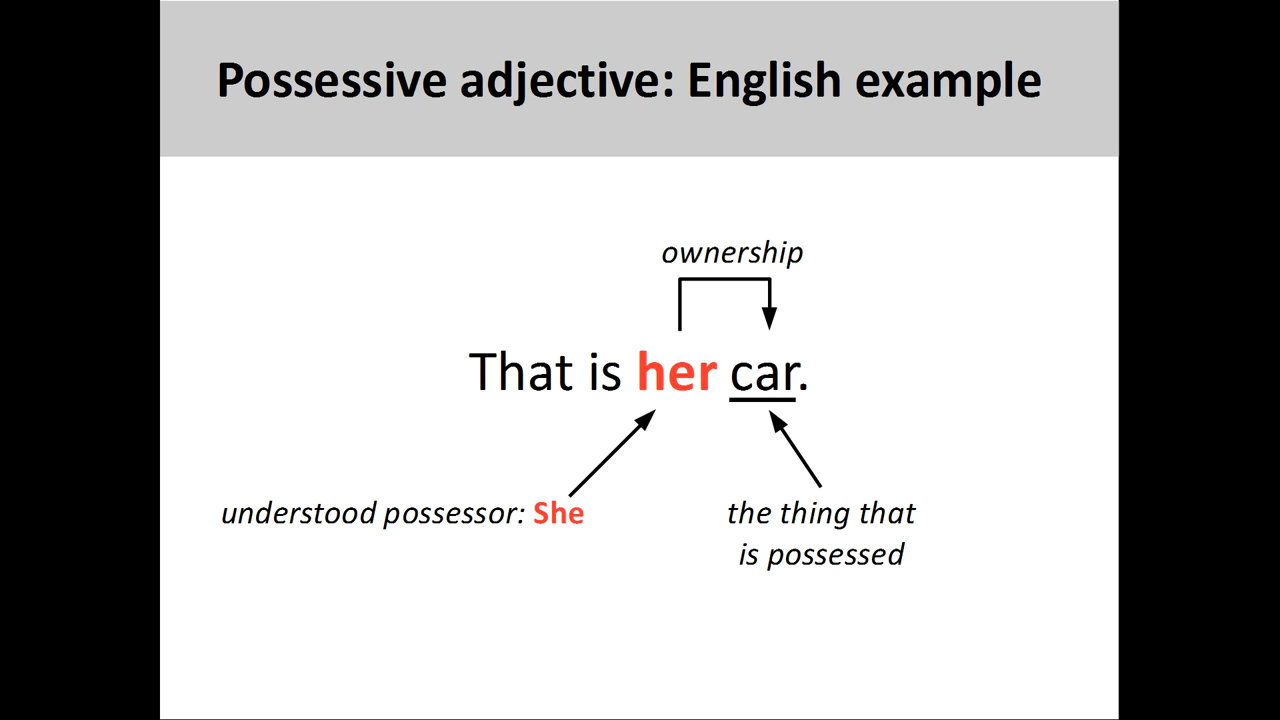 Possessive adjective: English example
ownership
That is her car.
understood possessor: She
the thing that
is possessed